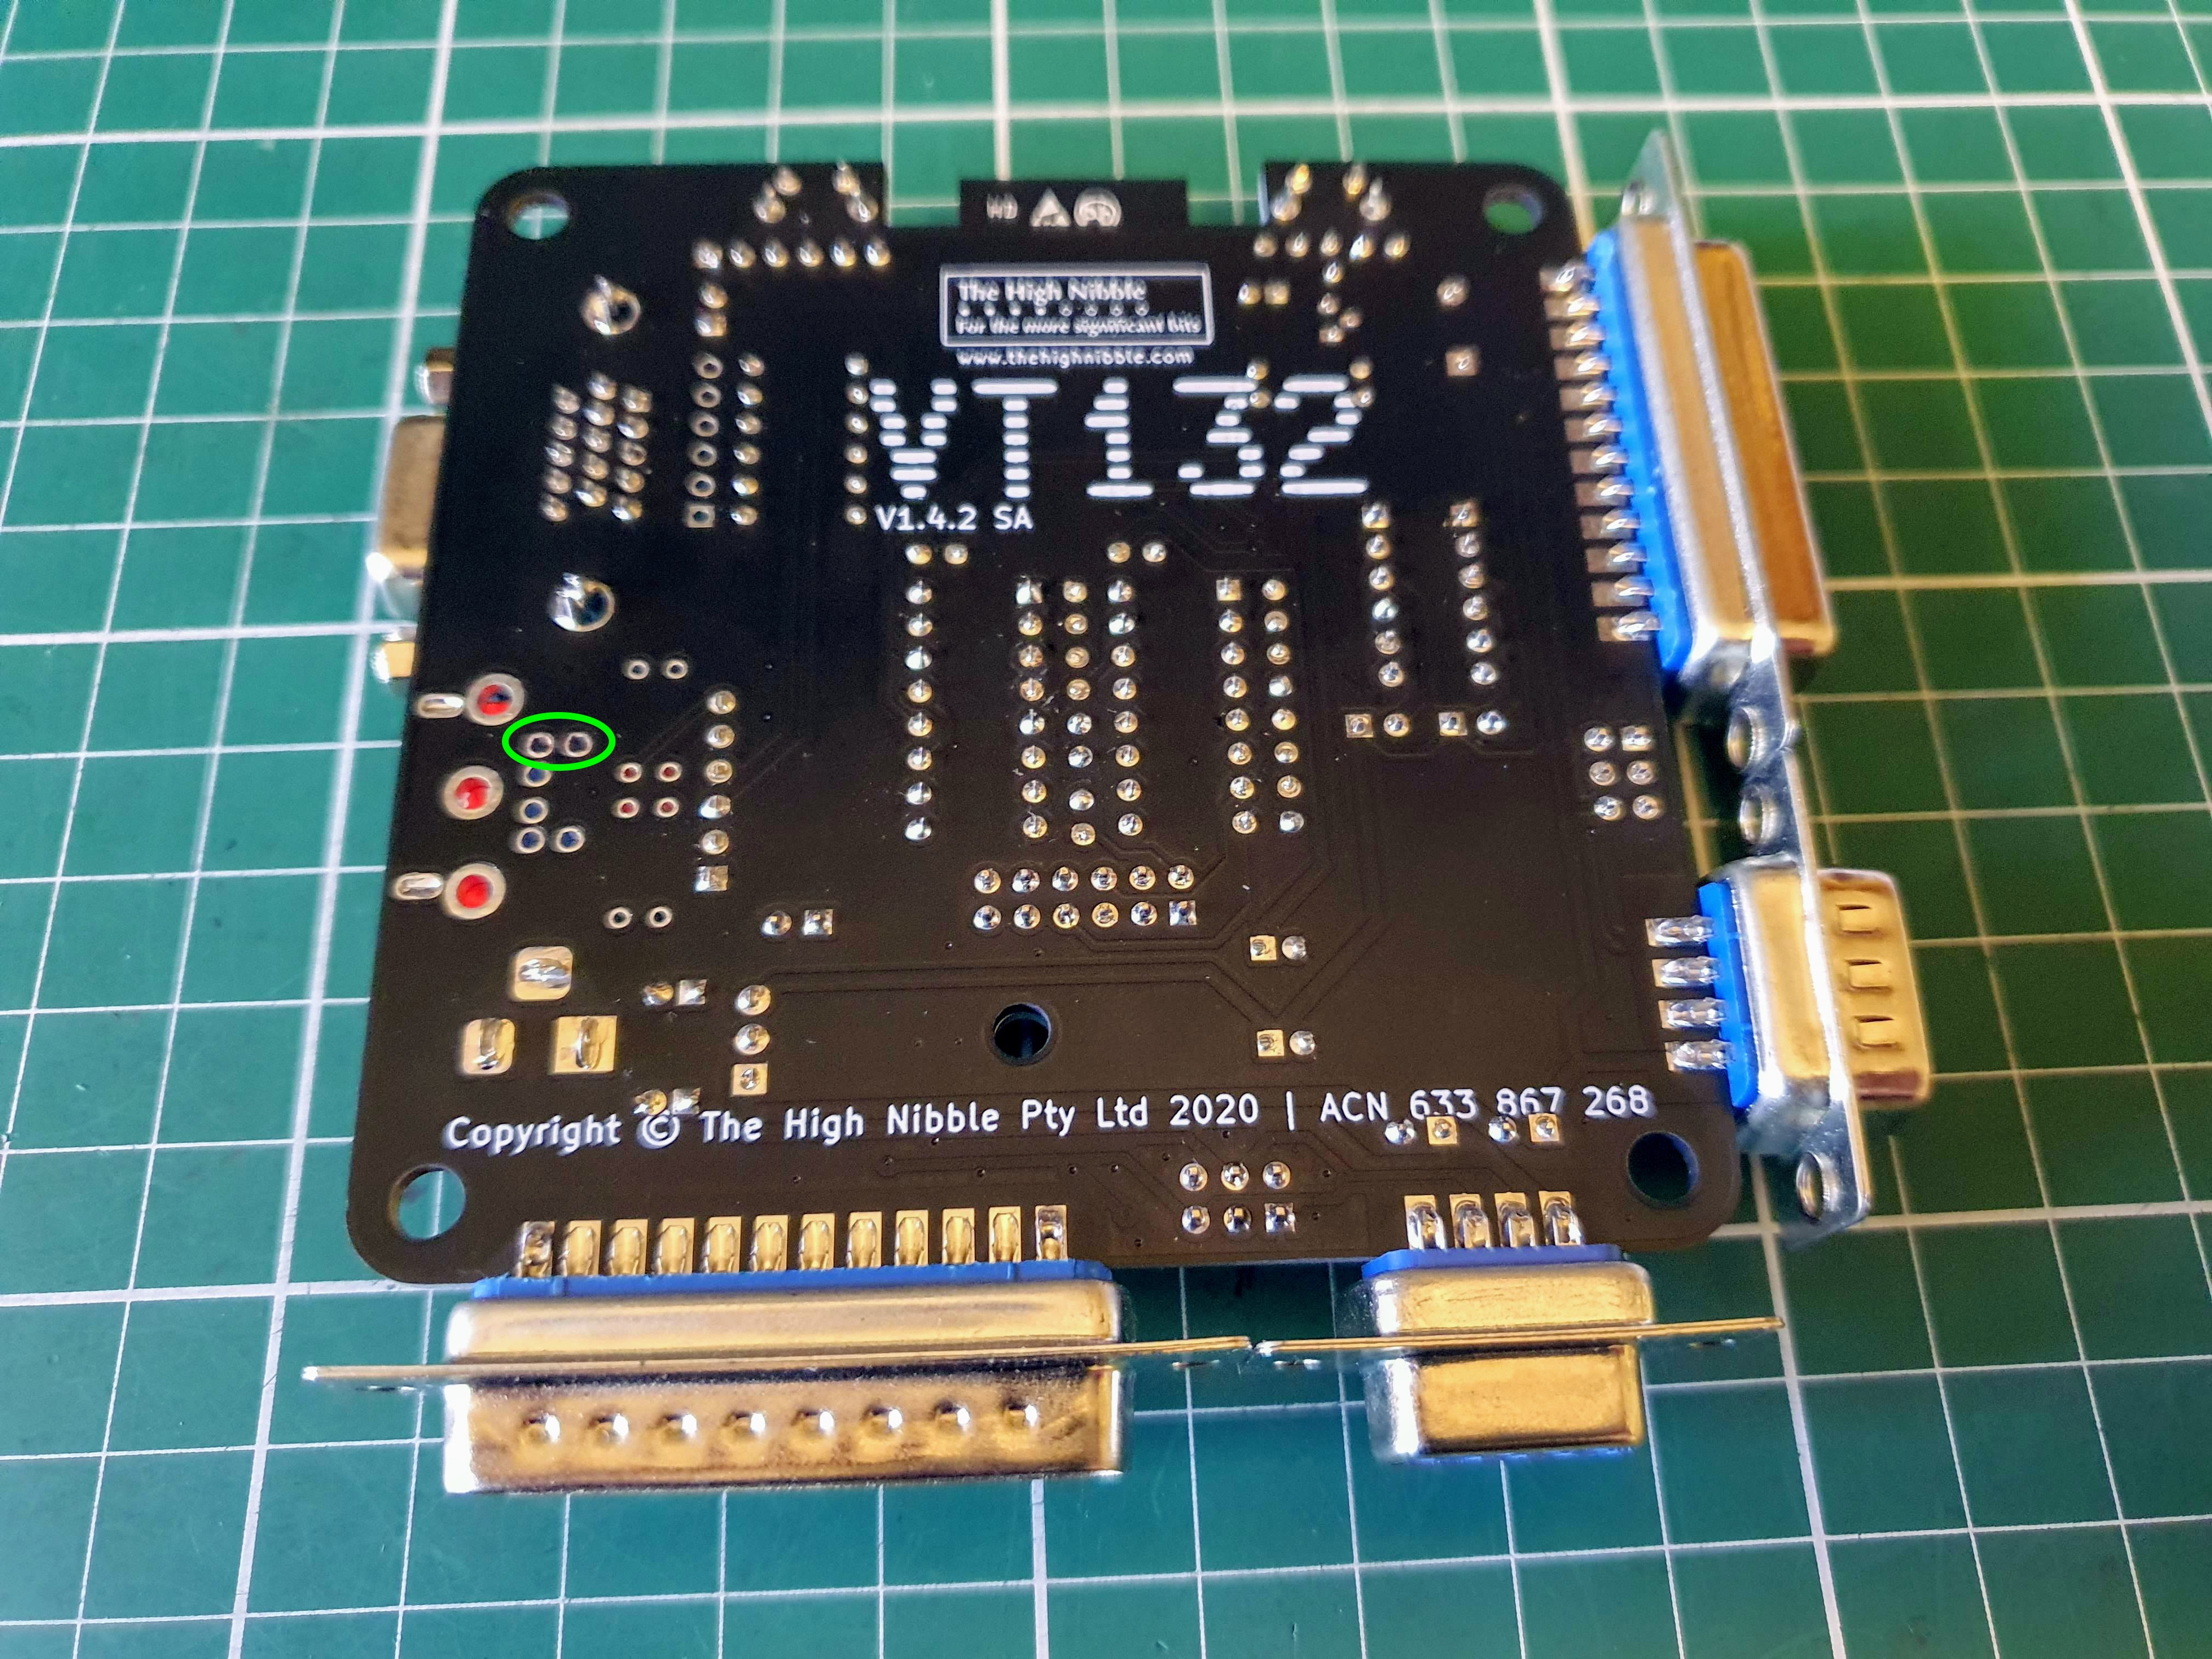 The High Nibble
For the more significant bits
www.thehighnibble.com
VT132
V1.4.2 SA
Copyright © The High Nibble Pty Ltd 2020 | ACN 633 867 268